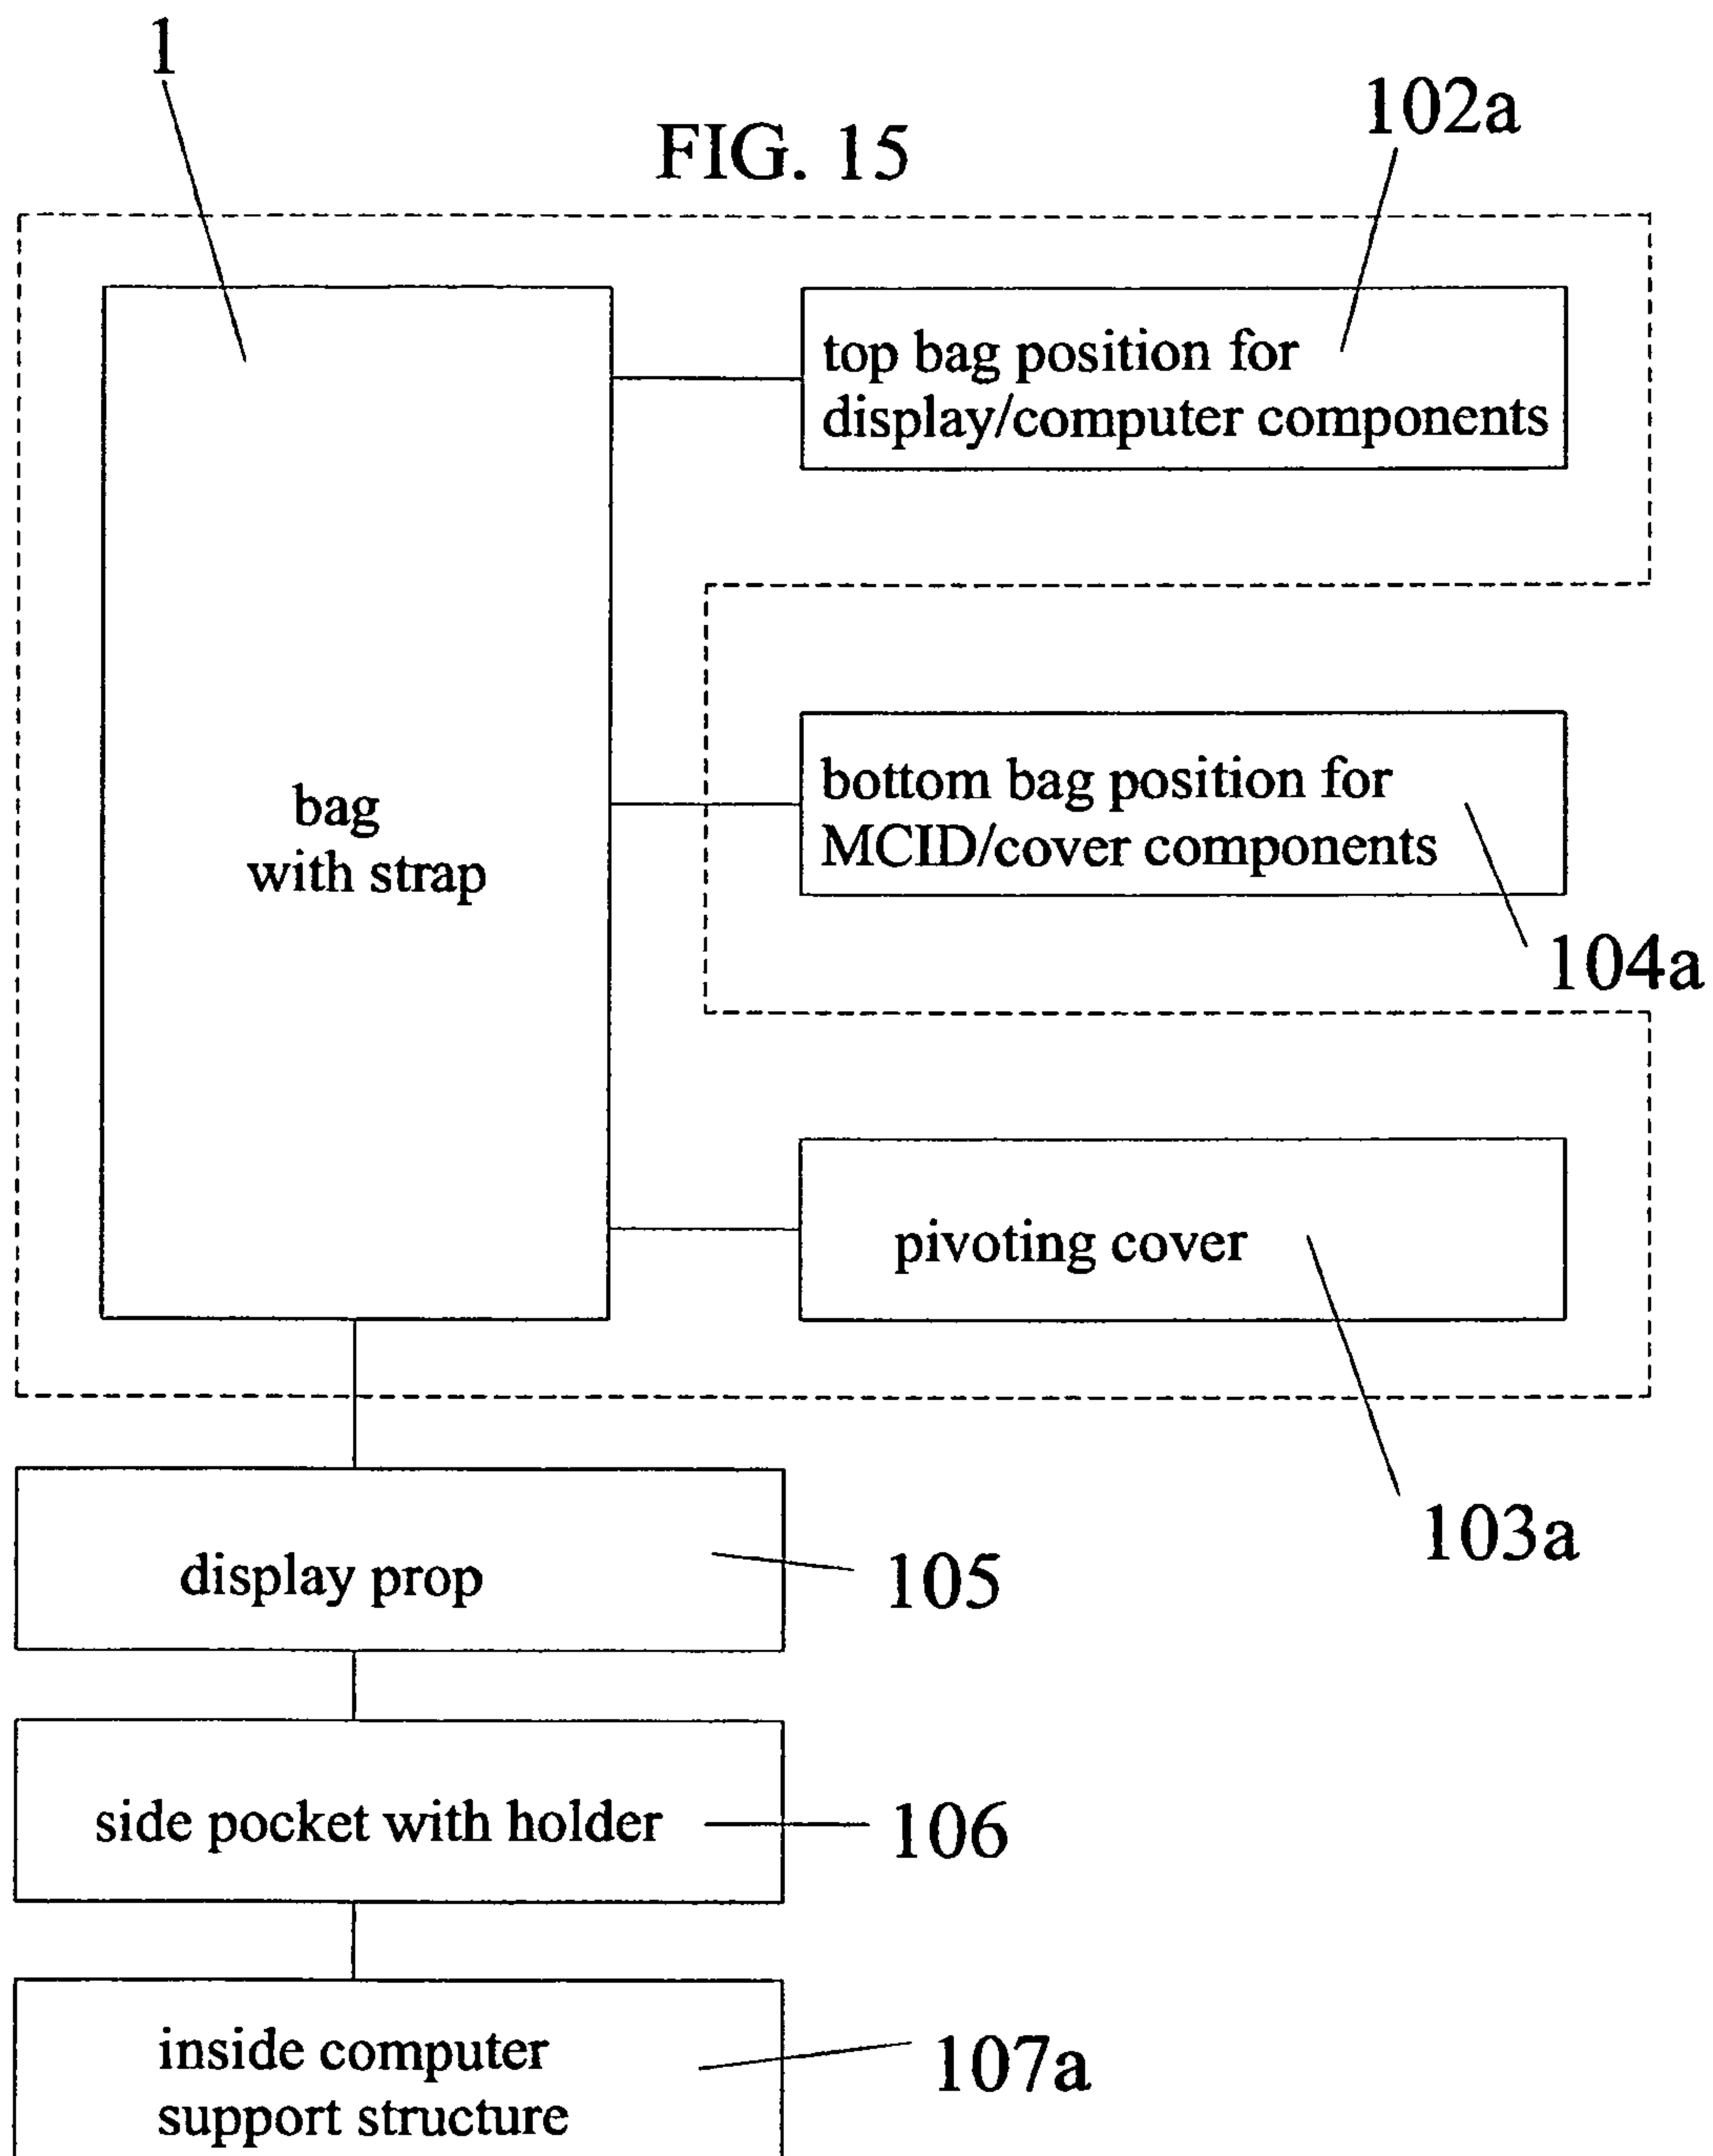 1
102a
FIG. 15
top bag position for
display/computer components
bag
with strap
bottom bag position for
MCID/cover components
104a
pivoting cover
103a
display prop
105
side pocket with holder
106
inside computer
support structure
107a